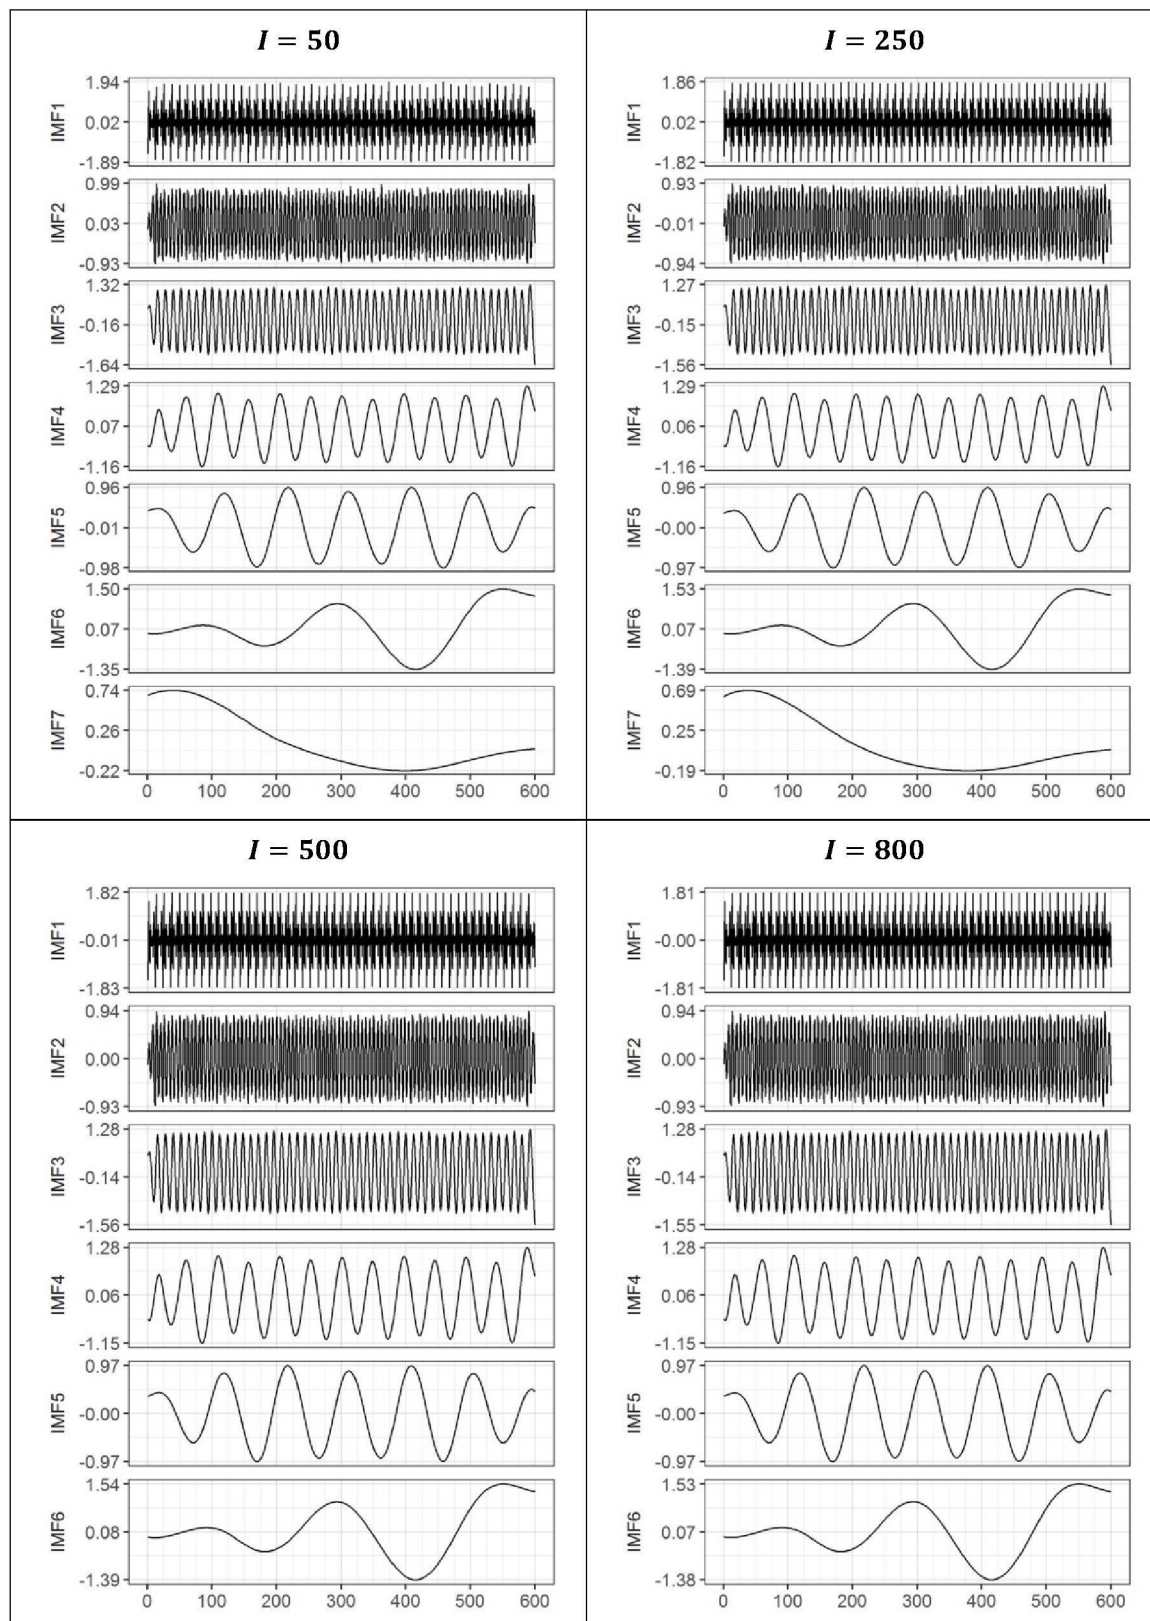 I = 50
IMF1
1.94
0.02
-1.89
IMF2
0.99
0.03
-0.93
IMF3
1.32
-0.16
-1.64
IMF4
1.29
0.07
-1.16
IMF5
0.96
-0.01
-0.98
IMF6
1.50
0.07
-1.35
IMF7
0.74
0.26
-0.22
0 100 200 300 400 500 600
I = 250
IMF1
1.86
0.02
-1.82
IMF2
0.93
-0.01
-0.94
IMF3
1.27
-0.15
-1.56
IMF4
1.29
0.06
-1.16
IMF5
0.96
-0.00
-0.97
IMF6
1.53
0.07
-1.39
IMF7
0.69
0.25
-0.19
0 100 200 300 400 500 600
I = 500
IMF1
1.82
-0.01
-1.83
IMF2
0.94
0.00
-0.93
IMF3
1.28
-0.14
-1.56
IMF4
1.28
0.06
-1.15
IMF5
0.97
-0.00
-0.97
IMF6
1.54
0.08
-1.39
0 100 200 300 400 500 600
I = 800
IMF1
1.81
-0.00
-1.81
IMF2
0.94
0.00
-0.93
IMF3
1.28
-0.14
-1.55
IMF4
1.28
0.06
-1.15
IMF5
0.97
-0.00
-0.97
IMF6
1.53
0.07
-1.38
0 100 200 300 400 500 600